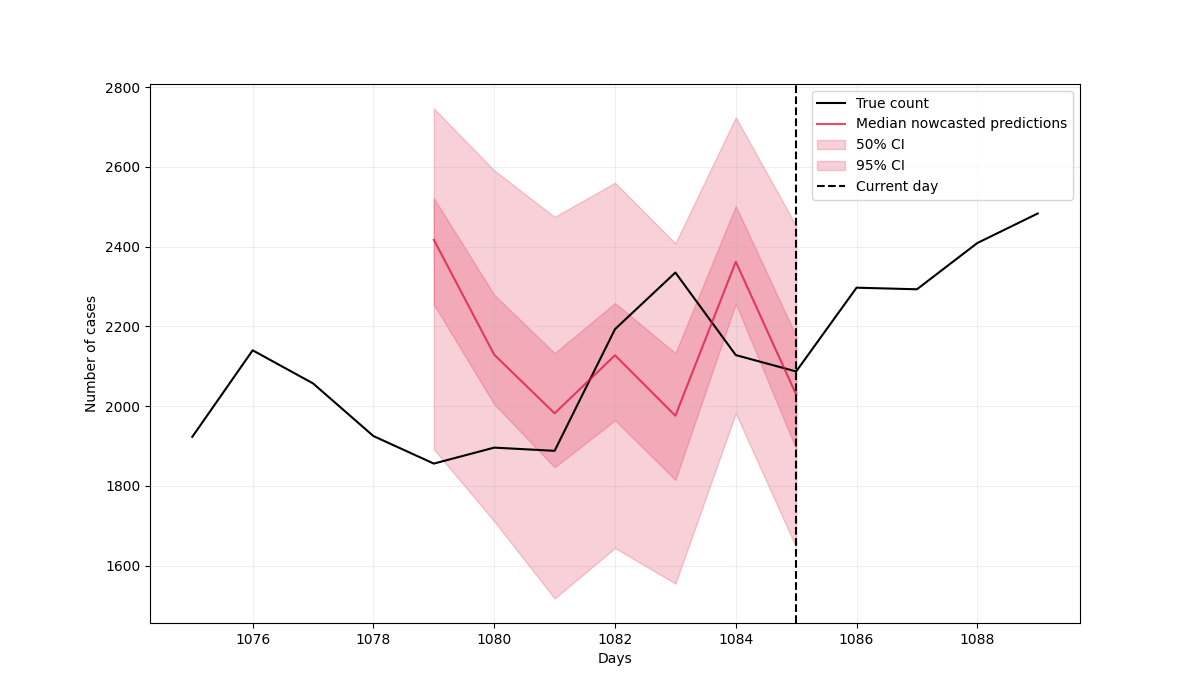 2800
2600
2400
2200
2000
1800
1600
Number of cases
True count
Median nowcasted predictions
50% CI
95% CI
Current day
1076 1078 1080 1082 1084 1086 1088
Days